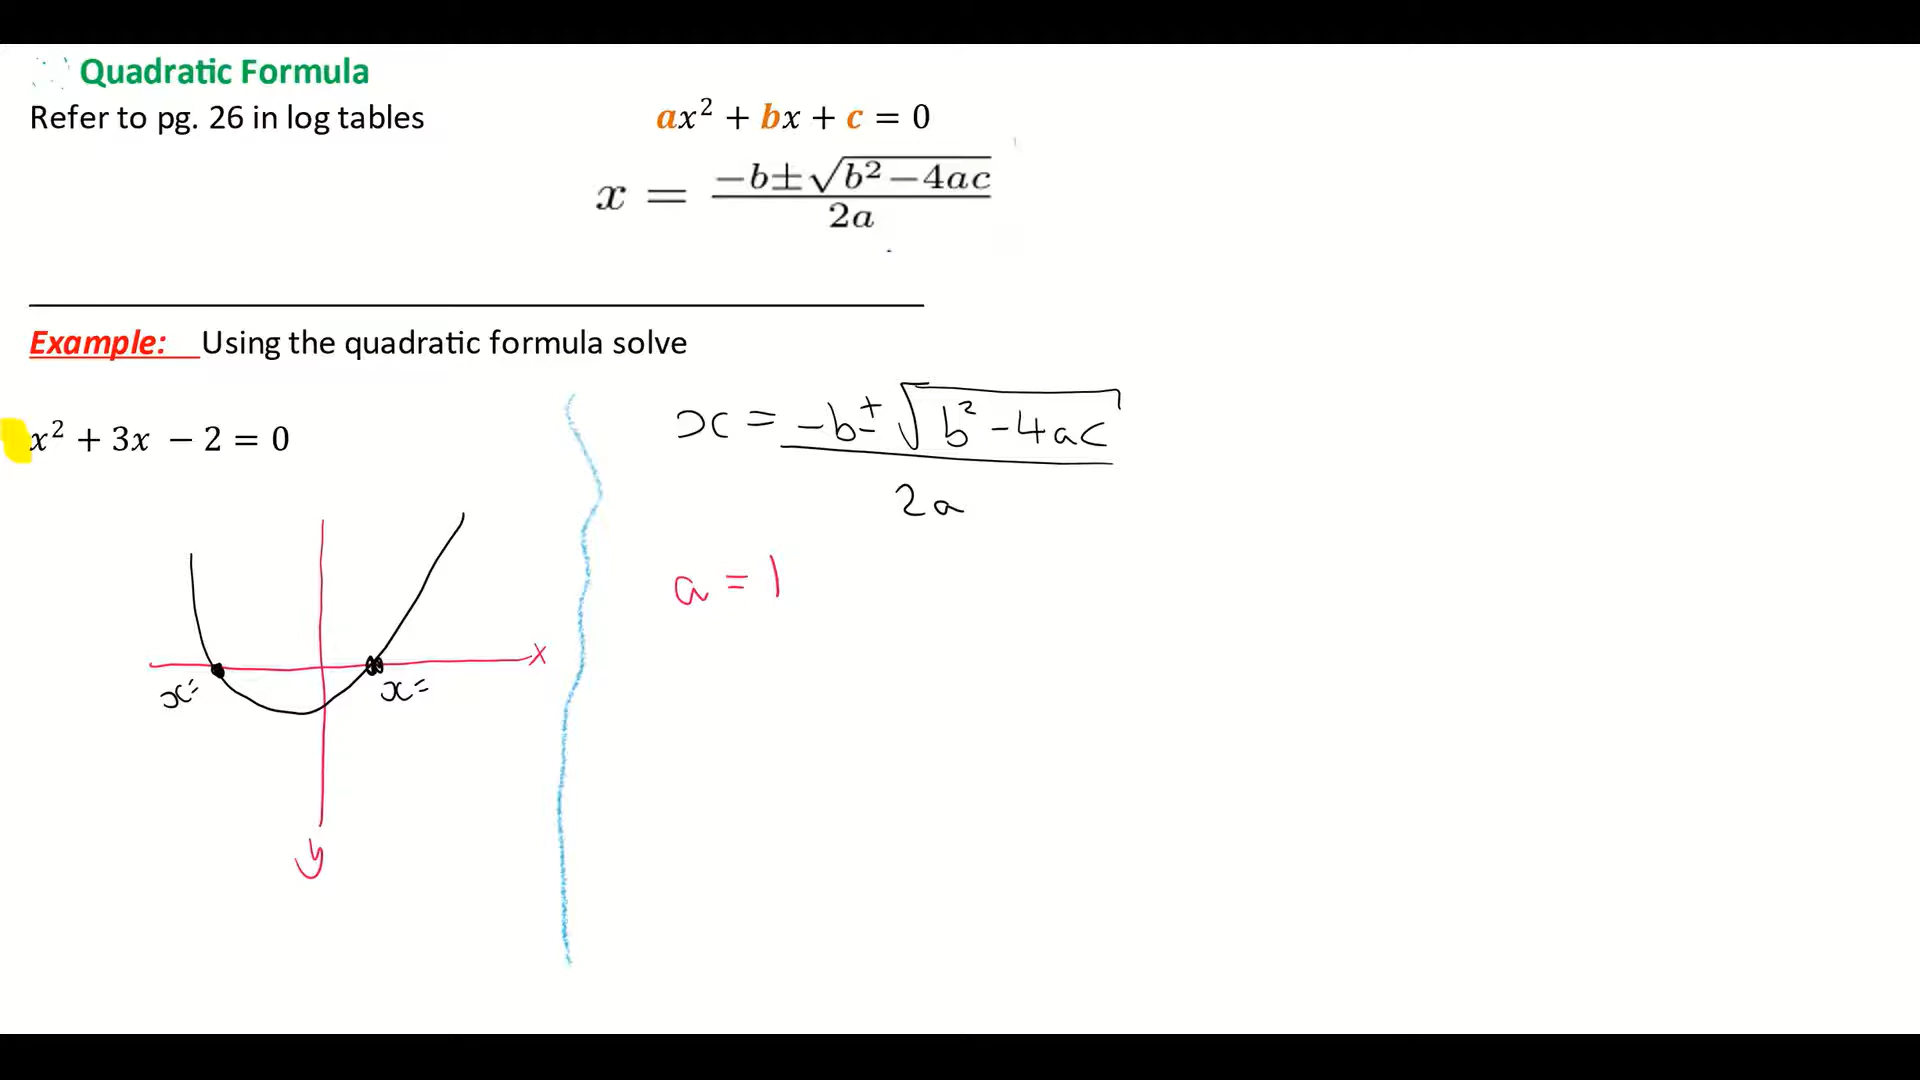 Quadratic Formula
Refer to pg. 26 in log tables
ax² + bx + c = 0
x = (-b ± √(b² - 4ac)) / 2a
Example: Using the quadratic formula solve
x² + 3x - 2 = 0
x = (-b ± √(b² - 4ac)) / 2a
a = 1
x
x=
x=
y